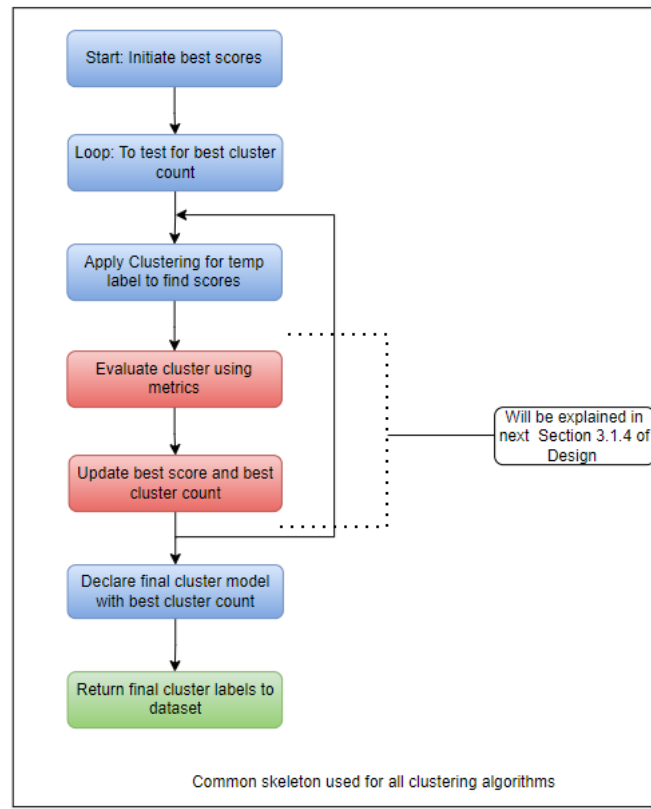 Start: Initiate best scores
Loop: To test for best cluster
count
Apply Clustering for temp
label to find scores
Evaluate cluster using
metrics
Will be explained in
next Section 3.1.4 of
Design
Update best score and best
cluster count
Declare final cluster model
with best cluster count
Return final cluster labels to
dataset
Common skeleton used for all clustering algorithms